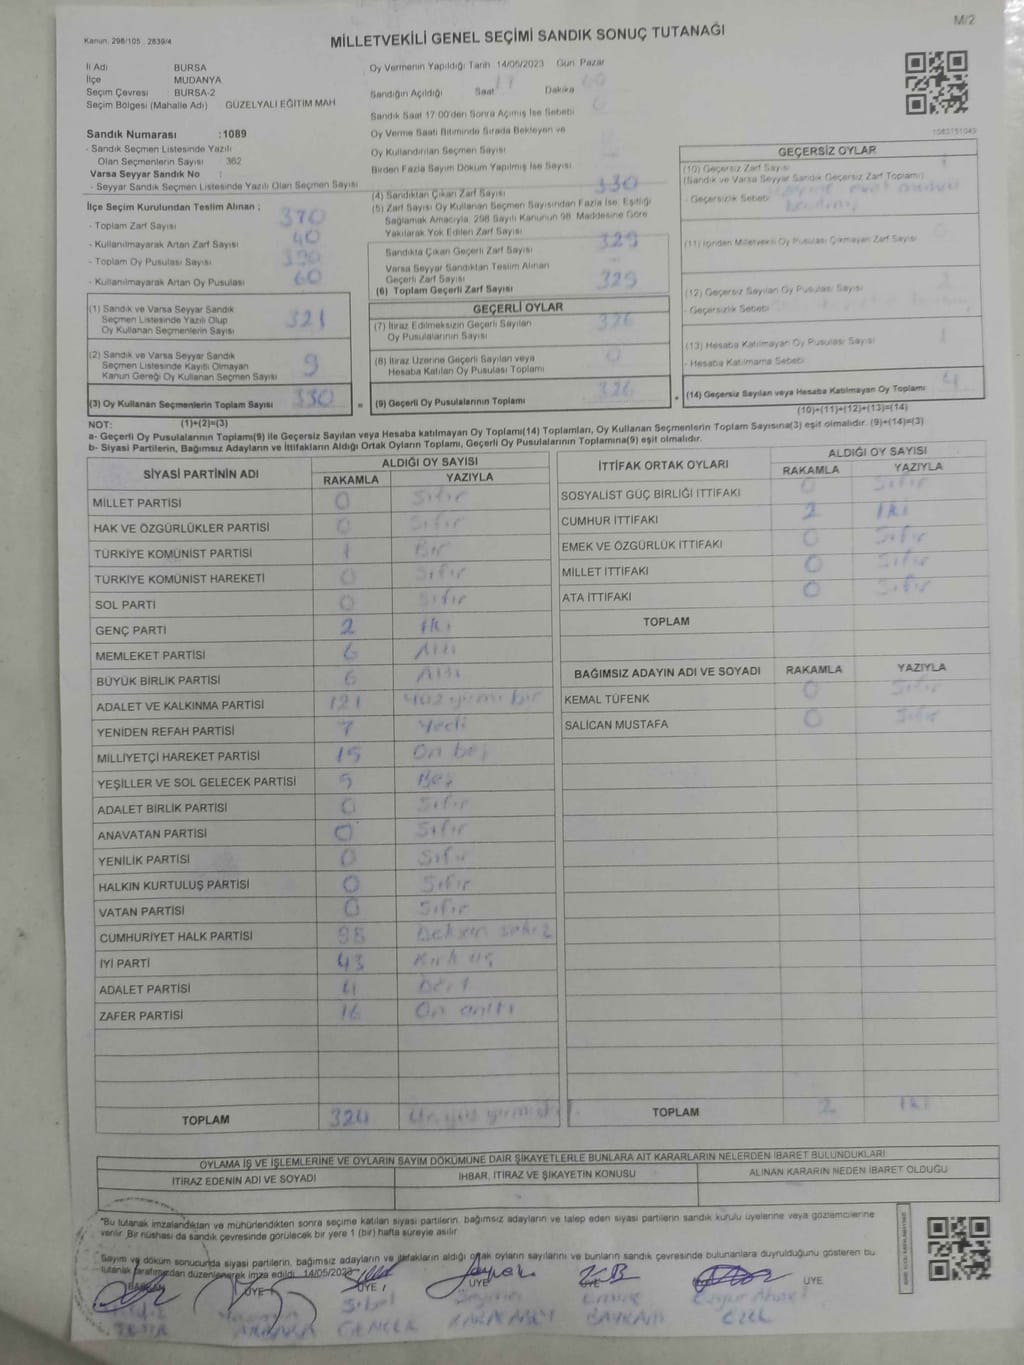 M/2
Kanun: 298/105 , 2839/4
MİLLETVEKİLİ GENEL SEÇİMİ SANDIK SONUÇ TUTANAĞI
İl Adı BURSA
İlçe MUDANYA
Seçim Çevresi BURSA-2
Seçim Bölgesi (Mahalle Adı) GÜZELYALI EĞİTİM MAH
Sandık Numarası :1089
- Sandık Seçmen Listesinde Yazılı
Olan Seçmenlerin Sayısı 362
Varsa Seyyar Sandık No :
- Seyyar Sandık Seçmen Listesinde Yazılı Olan Seçmen Sayısı
İlçe Seçim Kurulundan Teslim Alınan ;
- Toplam Zarf Sayısı 370
- Kullanılmayarak Artan Zarf Sayısı 40
- Toplam Oy Pusulası Sayısı
- Kullanılmayarak Artan Oy Pusulası 60
(1) Sandık ve Varsa Seyyar Sandık
Seçmen Listesinde Yazılı Olup
Oy Kullanan Seçmenlerin Sayısı 321
(2) Sandık ve Varsa Seyyar Sandık
Seçmen Listesinde Kayıtlı Olmayan
Kanun Gereği Oy Kullanan Seçmen Sayısı 9
(3) Oy Kullanan Seçmenlerin Toplam Sayısı 330
Oy Vermenin Yapıldığı Tarih 14/05/2023 Gün Pazar
Sandığın Açıldığı Saat 17 Dakika
Sandık Saat 17:00'den Sonra Açımış İse Sebebi
Oy Verme Saati Bitiminde Sırada Bekleyen ve
Oy Kullandırılan Seçmen Sayısı
Birden Fazla Sayım Döküm Yapılmış İse Sayısı
(4) Sandıktan Çıkan Zarf Sayısı 330
(5) Zarf Sayısı Oy Kullanan Seçmen Sayısından Fazla İse, Eşitliği
Sağlamak Amacıyla, 298 Sayılı Kanunun 98. Maddesine Göre
Yakılarak Yok Edilen Zarf Sayısı
Sandıkta Çıkan Geçerli Zarf Sayısı 329
Varsa Seyyar Sandıktan Teslim Alınan
Geçerli Zarf Sayısı
(6) Toplam Geçerli Zarf Sayısı 329
GEÇERLİ OYLAR
(7) İtiraz Edilmeksizin Geçerli Sayılan
Oy Pusulalarının Sayısı 326
(8) İtiraz Üzerine Geçerli Sayılan veya
Hesaba Katılan Oy Pusulası Toplamı 0
= (9) Geçerli Oy Pusulalarının Toplamı 326
1083151049
GEÇERSİZ OYLAR
(10) Geçersiz Zarf Sayısı 1
(Sandık ve Varsa Seyyar Sandık Geçersiz Zarf Toplamı)
- Geçersizlik Sebebi
(11) İçinden Milletvekili Oy Pusulası Çıkmayan Zarf Sayısı
(12) Geçersiz Sayılan Oy Pusulası Sayısı
- Geçersizlik Sebebi
(13) Hesaba Katılmayan Oy Pusulası Sayısı 1
- Hesaba Katılmama Sebebi
+ (14) Geçersiz Sayılan veya Hesaba Katılmayan Oy Toplamı 4
NOT: (1)+(2)=(3) (10)+(11)+(12)+(13)=(14)
a- Geçerli Oy Pusulalarının Toplamı(9) ile Geçersiz Sayılan veya hesaba katılmayan Oy Toplamı(14) Toplamları, Oy Kullanan Seçmenlerin Toplam Sayısına(3) eşit olmalıdır. (9)+(14)=(3)
b- Siyasi Partilerin, Bağımsız Adayların ve İttifakların Aldığı Ortak Oyların Toplamı, Geçerli Oy Pusulalarının Toplamına(9) eşit olmalıdır.
SİYASİ PARTİNİN ADI ALDIĞI OY SAYISI
RAKAMLA YAZIYLA
MİLLET PARTİSİ 0 Sıfır
HAK VE ÖZGÜRLÜKLER PARTİSİ 0 Sıfır
TÜRKİYE KOMÜNİST PARTİSİ 1 Bir
TÜRKİYE KOMÜNİST HAREKETİ 0 Sıfır
SOL PARTİ 0 Sıfır
GENÇ PARTİ 2 İki
MEMLEKET PARTİSİ 6 Altı
BÜYÜK BİRLİK PARTİSİ 6 Altı
ADALET VE KALKINMA PARTİSİ 121 Yüz yirmi bir
YENİDEN REFAH PARTİSİ 7 Yedi
MİLLİYETÇİ HAREKET PARTİSİ 15 On beş
YEŞİLLER VE SOL GELECEK PARTİSİ 5 Beş
ADALET BİRLİK PARTİSİ 0 Sıfır
ANAVATAN PARTİSİ 0 Sıfır
YENİLİK PARTİSİ 0 Sıfır
HALKIN KURTULUŞ PARTİSİ 0 Sıfır
VATAN PARTİSİ 0 Sıfır
CUMHURİYET HALK PARTİSİ 98 sekiz
İYİ PARTİ 43 Kırk üç
ADALET PARTİSİ 4 Dört
ZAFER PARTİSİ 16 On altı
TOPLAM 324
İTTİFAK ORTAK OYLARI ALDIĞI OY SAYISI
RAKAMLA YAZIYLA
SOSYALİST GÜÇ BİRLİĞİ İTTİFAKI 0 Sıfır
CUMHUR İTTİFAKI 2 İki
EMEK VE ÖZGÜRLÜK İTTİFAKI 0 Sıfır
MİLLET İTTİFAKI 0 Sıfır
ATA İTTİFAKI 0 Sıfır
TOPLAM
BAĞIMSIZ ADAYIN ADI VE SOYADI RAKAMLA YAZIYLA
KEMAL TÜFENK 0 Sıfır
SALİCAN MUSTAFA 0 Sıfır
TOPLAM 2 İki
OYLAMA İŞ VE İŞLEMLERİNE VE OYLARIN SAYIM DÖKÜMÜNE DAİR ŞİKAYETLERLE BUNLARA AİT KARARLARIN NELERDEN İBARET BULUNDUKLARI
İTİRAZ EDENİN ADI VE SOYADI İHBAR, İTİRAZ VE ŞİKAYETİN KONUSU ALINAN KARARIN NEDEN İBARET OLDUĞU
*Bu tutanak imzalandıktan ve mühürlendikten sonra seçime katılan siyasi partilerin, bağımsız adayların ve talep eden siyasi partilerin sandık kurulu üyelerine veya gözlemcilerine
verilir. Bir nüshası da sandık çevresinde görülecek bir yere 1 (bir) hafta süreyle asılır.
Sayım ve döküm sonucunda siyasi partilerin, bağımsız adayların ve ittifakların aldığı ortak oyların sayılarını ve bunların sandık çevresinde bulunanlara duyrulduğunu gösteren bu
tutanak tarafımızdan düzenlenerek imza edildi. 14/05/2023
BAŞKAN ÜYE ÜYE ÜYE ÜYE ÜYE
Sibel
ÖZEL